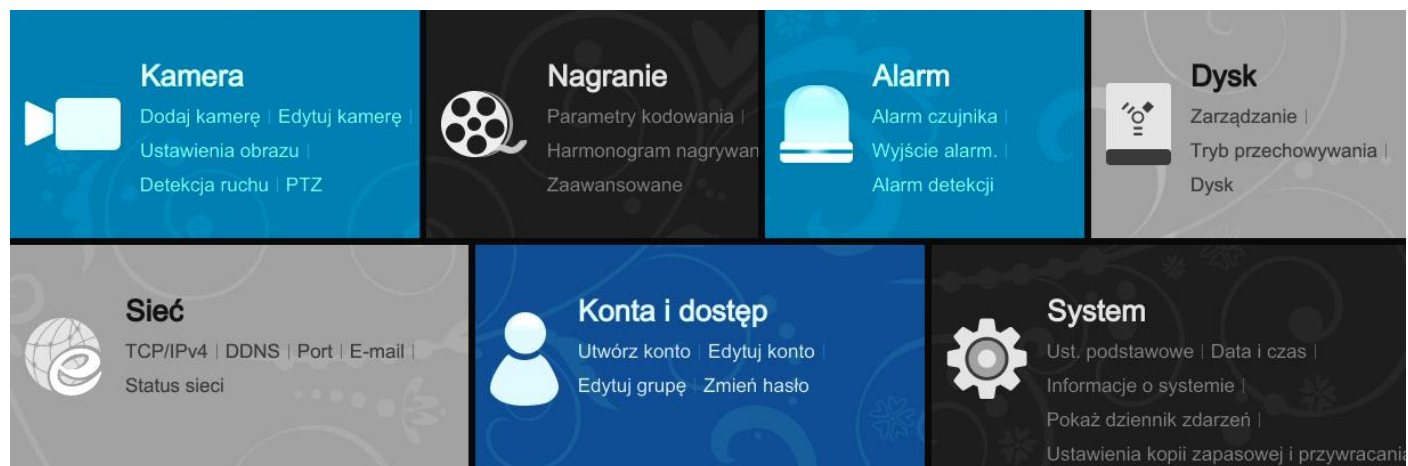 Kamera
Dodaj kamerę | Edytuj kamerę |
Ustawienia obrazu |
Detekcja ruchu | PTZ
Nagranie
Parametry kodowania |
Harmonogram nagrywan
Zaawansowane
Alarm
Alarm czujnika |
Wyjście alarm. |
Alarm detekcji
Dysk
Zarządzanie |
Tryb przechowywania |
Dysk
Sieć
TCP/IPv4 | DDNS | Port | E-mail |
Status sieci
Konta i dostęp
Utwórz konto | Edytuj konto |
Edytuj grupę | Zmień hasło
System
Ust. podstawowe | Data i czas |
Informacje o systemie |
Pokaż dziennik zdarzeń |
Ustawienia kopii zapasowej i przywracania